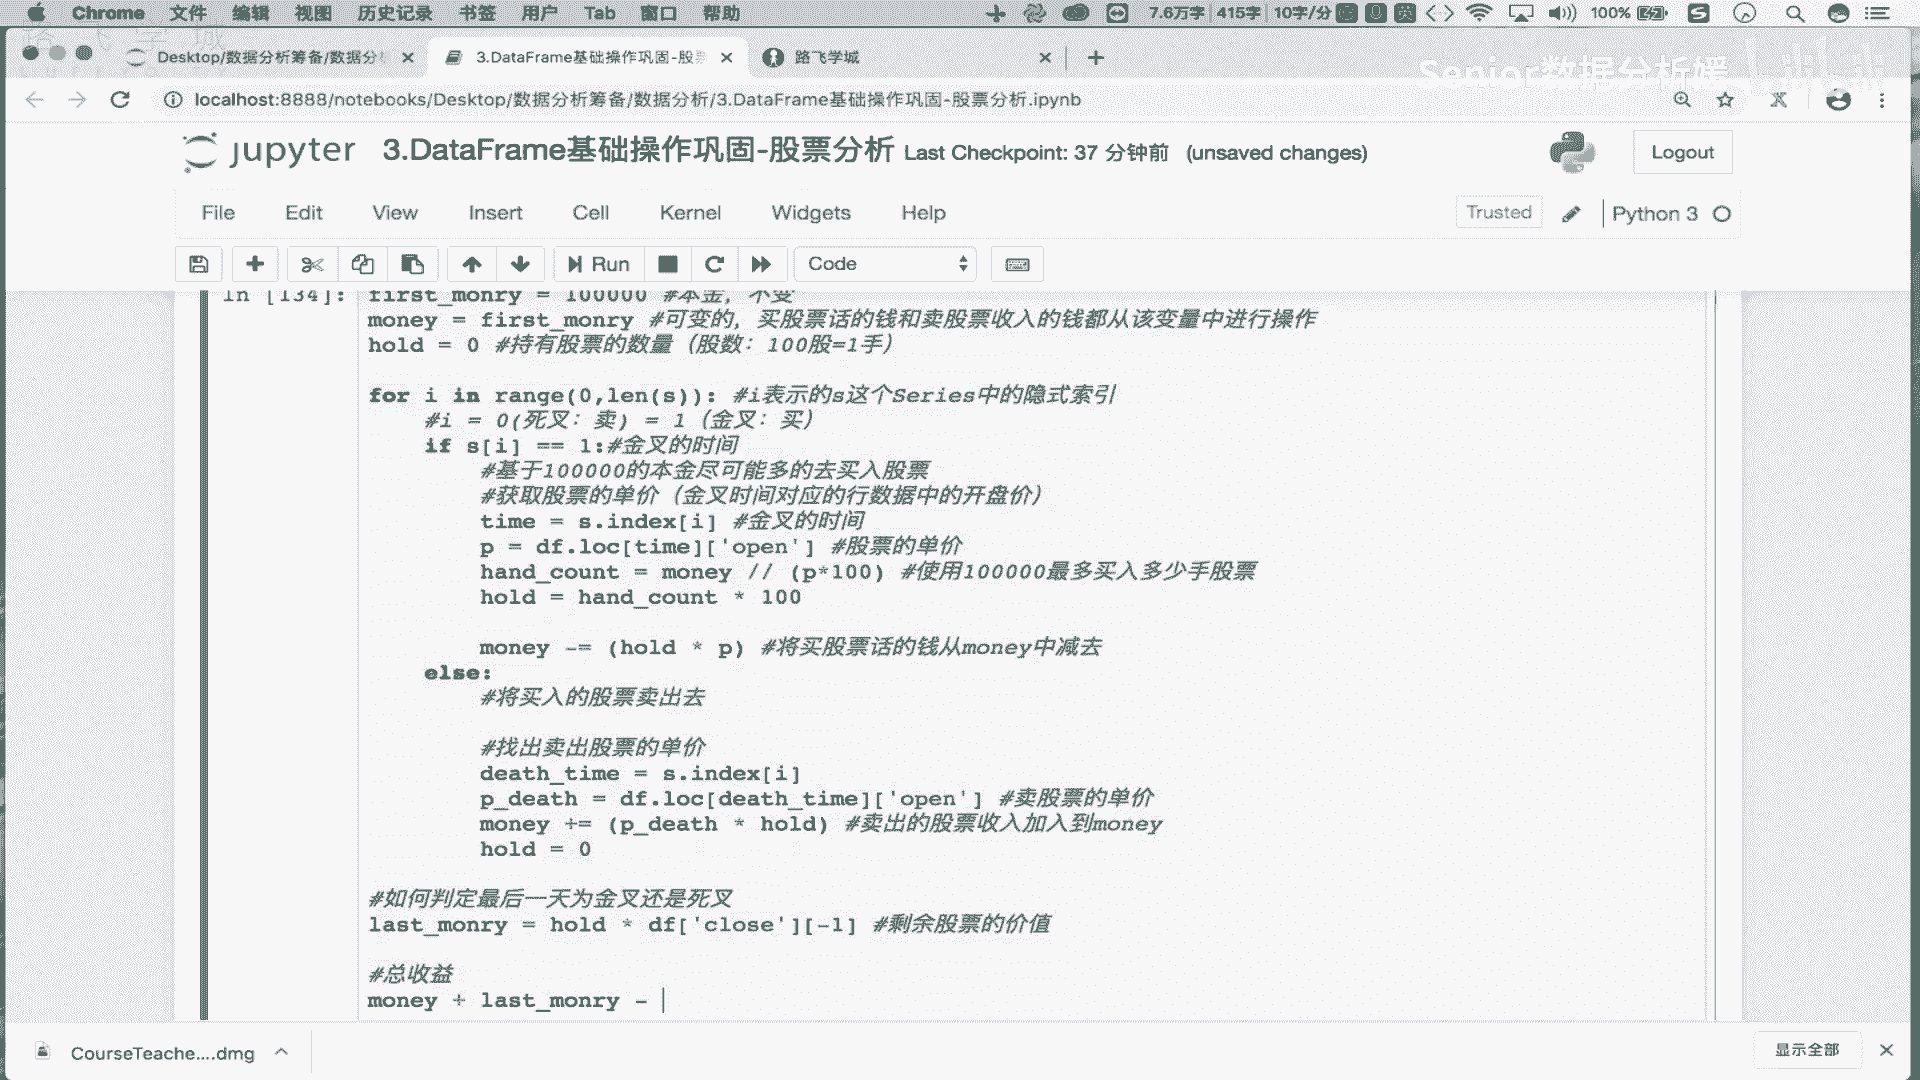 Chrome 文件 编辑 视图 历史记录 书签 用户 Tab 窗口 帮助 7.6万字 415字 10字/分 英 100%
Desktop/数据分析筹备/数据分析
3.DataFrame基础操作巩固-股票
路飞学城
Senior数据分析媛
bilibili
localhost:8888/notebooks/Desktop/数据分析筹备/数据分析/3.DataFrame基础操作巩固-股票分析.ipynb
jupyter 3.DataFrame基础操作巩固-股票分析 Last Checkpoint: 37 分钟前 (unsaved changes) Logout
File Edit View Insert Cell Kernel Widgets Help Trusted Python 3
Run Code
In [134]: first_monry = 100000 #本金，不变
money = first_monry #可变的，买股票话的钱和卖股票收入的钱都从该变量中进行操作
hold = 0 #持有股票的数量（股数：100股=1手）
for i in range(0,len(s)): #i表示的s这个Series中的隐式索引
#i = 0(死叉：卖) = 1（金叉：买）
if s[i] == 1:#金叉的时间
#基于100000的本金尽可能多的去买入股票
#获取股票的单价（金叉时间对应的行数据中的开盘价）
time = s.index[i] #金叉的时间
p = df.loc[time]['open'] #股票的单价
hand_count = money // (p*100) #使用100000最多买入多少手股票
hold = hand_count * 100
money -= (hold * p) #将买股票话的钱从money中减去
else:
#将买入的股票卖出去
#找出卖出股票的单价
death_time = s.index[i]
p_death = df.loc[death_time]['open'] #卖股票的单价
money += (p_death * hold) #卖出的股票收入加入到money
hold = 0
#如何判定最后一天为金叉还是死叉
last_monry = hold * df['close'][-1] #剩余股票的价值
#总收益
money + last_monry -
CourseTeache....dmg 显示全部